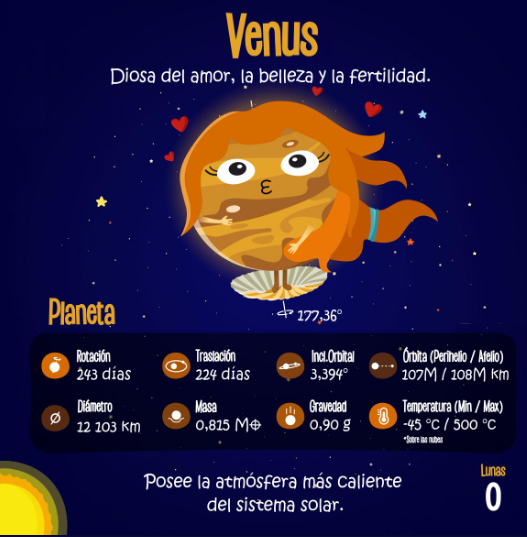 Venus
Diosa del amor, la belleza y la fertilidad.
177,36°
Planeta
Rotación
243 días
Traslación
224 días
Incl.Orbital
3,394°
Órbita (Perihelio / Afelio)
107M / 108M Km
Diámetro
12 103 Km
Masa
0,815 M⊕
Gravedad
0,90 g
Temperatura (Min / Max)
-45 °C / 500 °C
*Sobre las nubes
Posee la atmósfera más caliente
del sistema solar.
Lunas
0